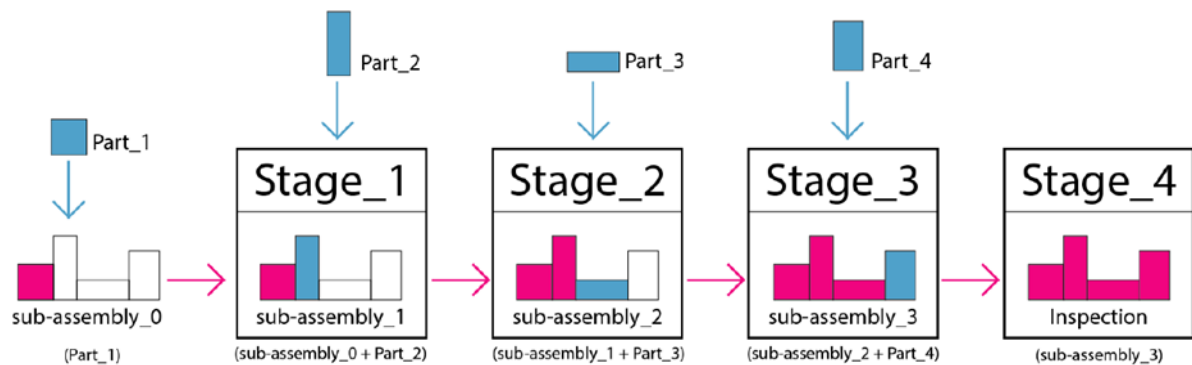 Part_1
Part_2
Part_3
Part_4
Stage_1
Stage_2
Stage_3
Stage_4
sub-assembly_0
sub-assembly_1
sub-assembly_2
sub-assembly_3
Inspection
(Part_1)
(sub-assembly_0 + Part_2)
(sub-assembly_1 + Part_3)
(sub-assembly_2 + Part_4)
(sub-assembly_3)